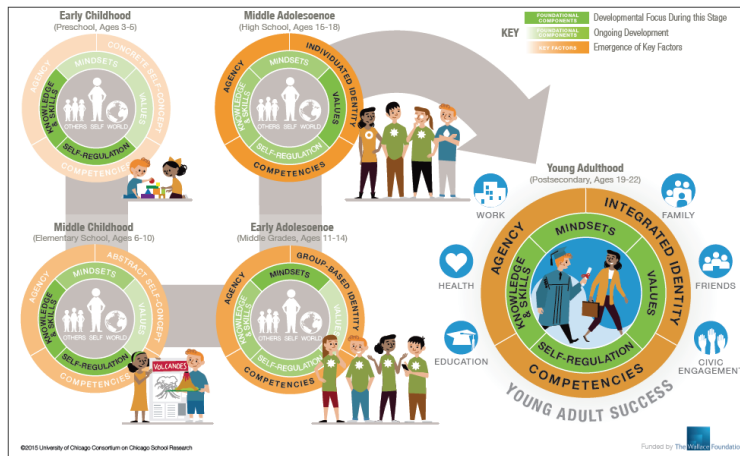 Early Childhood
(Preschool, Ages 3-5)
AGENCY
CONCRETE SELF-CONCEPT
COMPETENCIES
MINDSETS
KNOWLEDGE & SKILLS
VALUES
SELF-REGULATION
OTHERS SELF WORLD
Middle Adolescence
(High School, Ages 15-18)
AGENCY
INDIVIDUATED IDENTITY
COMPETENCIES
MINDSETS
KNOWLEDGE & SKILLS
VALUES
SELF-REGULATION
OTHERS SELF WORLD
KEY
FOUNDATIONAL COMPONENTS
Developmental Focus During this Stage
FOUNDATIONAL COMPONENTS
Ongoing Development
KEY FACTORS
Emergence of Key Factors
Middle Childhood
(Elementary School, Ages 6-10)
AGENCY
ABSTRACT SELF-CONCEPT
COMPETENCIES
MINDSETS
KNOWLEDGE & SKILLS
VALUES
SELF-REGULATION
OTHERS SELF WORLD
VOLCANOES
Early Adolescence
(Middle Grades, Ages 11-14)
AGENCY
GROUP-BASED IDENTITY
COMPETENCIES
MINDSETS
KNOWLEDGE & SKILLS
VALUES
SELF-REGULATION
OTHERS SELF WORLD
Young Adulthood
(Postsecondary, Ages 19-22)
AGENCY
INTEGRATED IDENTITY
COMPETENCIES
MINDSETS
KNOWLEDGE & SKILLS
VALUES
SELF-REGULATION
WORK
FAMILY
HEALTH
FRIENDS
EDUCATION
CIVIC
ENGAGEMENT
YOUNG ADULT SUCCESS
©2015 University of Chicago Consortium on Chicago School Research
Funded by The Wallace Foundatio